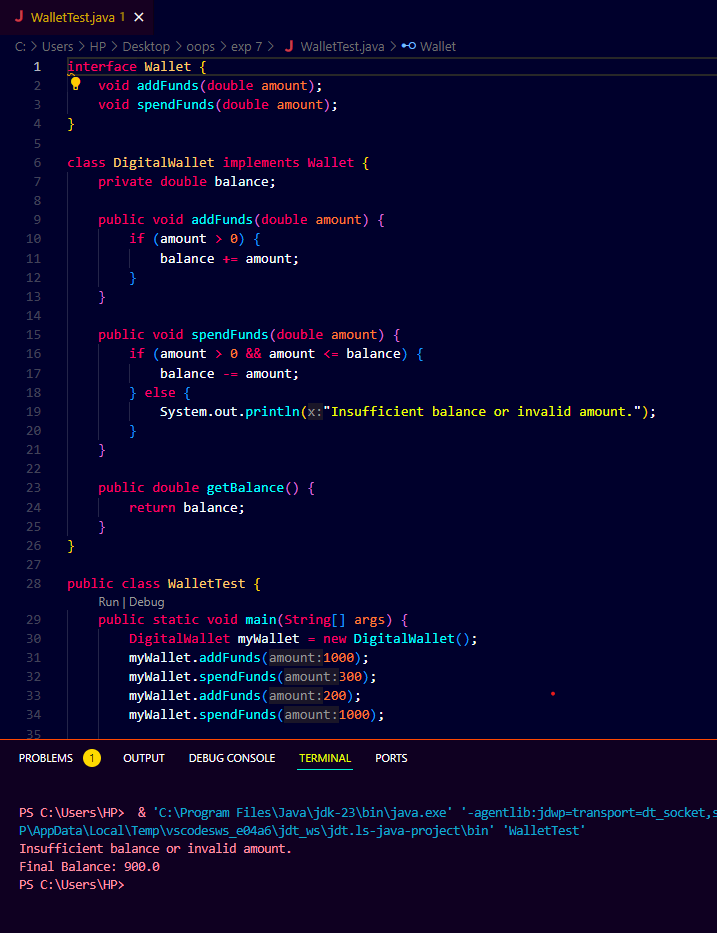 J WalletTest.java 1 ×
C: > Users > HP > Desktop > oops > exp 7 > J WalletTest.java > Wallet
1 interface Wallet {
2 void addFunds(double amount);
3 void spendFunds(double amount);
4 }
5
6 class DigitalWallet implements Wallet {
7 private double balance;
8
9 public void addFunds(double amount) {
10 if (amount > 0) {
11 balance += amount;
12 }
13 }
14
15 public void spendFunds(double amount) {
16 if (amount > 0 && amount <= balance) {
17 balance -= amount;
18 } else {
19 System.out.println(x:"Insufficient balance or invalid amount.");
20 }
21 }
22
23 public double getBalance() {
24 return balance;
25 }
26 }
27
28 public class WalletTest {
Run | Debug
29 public static void main(String[] args) {
30 DigitalWallet myWallet = new DigitalWallet();
31 myWallet.addFunds(amount:1000);
32 myWallet.spendFunds(amount:300);
33 myWallet.addFunds(amount:200);
34 myWallet.spendFunds(amount:1000);
35
PROBLEMS 1 OUTPUT DEBUG CONSOLE TERMINAL PORTS
PS C:\Users\HP> & 'C:\Program Files\Java\jdk-23\bin\java.exe' '-agentlib:jdwp=transport=dt_socket,s
P\AppData\Local\Temp\vscodesws_e04a6\jdt_ws\jdt.ls-java-project\bin' 'WalletTest'
Insufficient balance or invalid amount.
Final Balance: 900.0
PS C:\Users\HP>